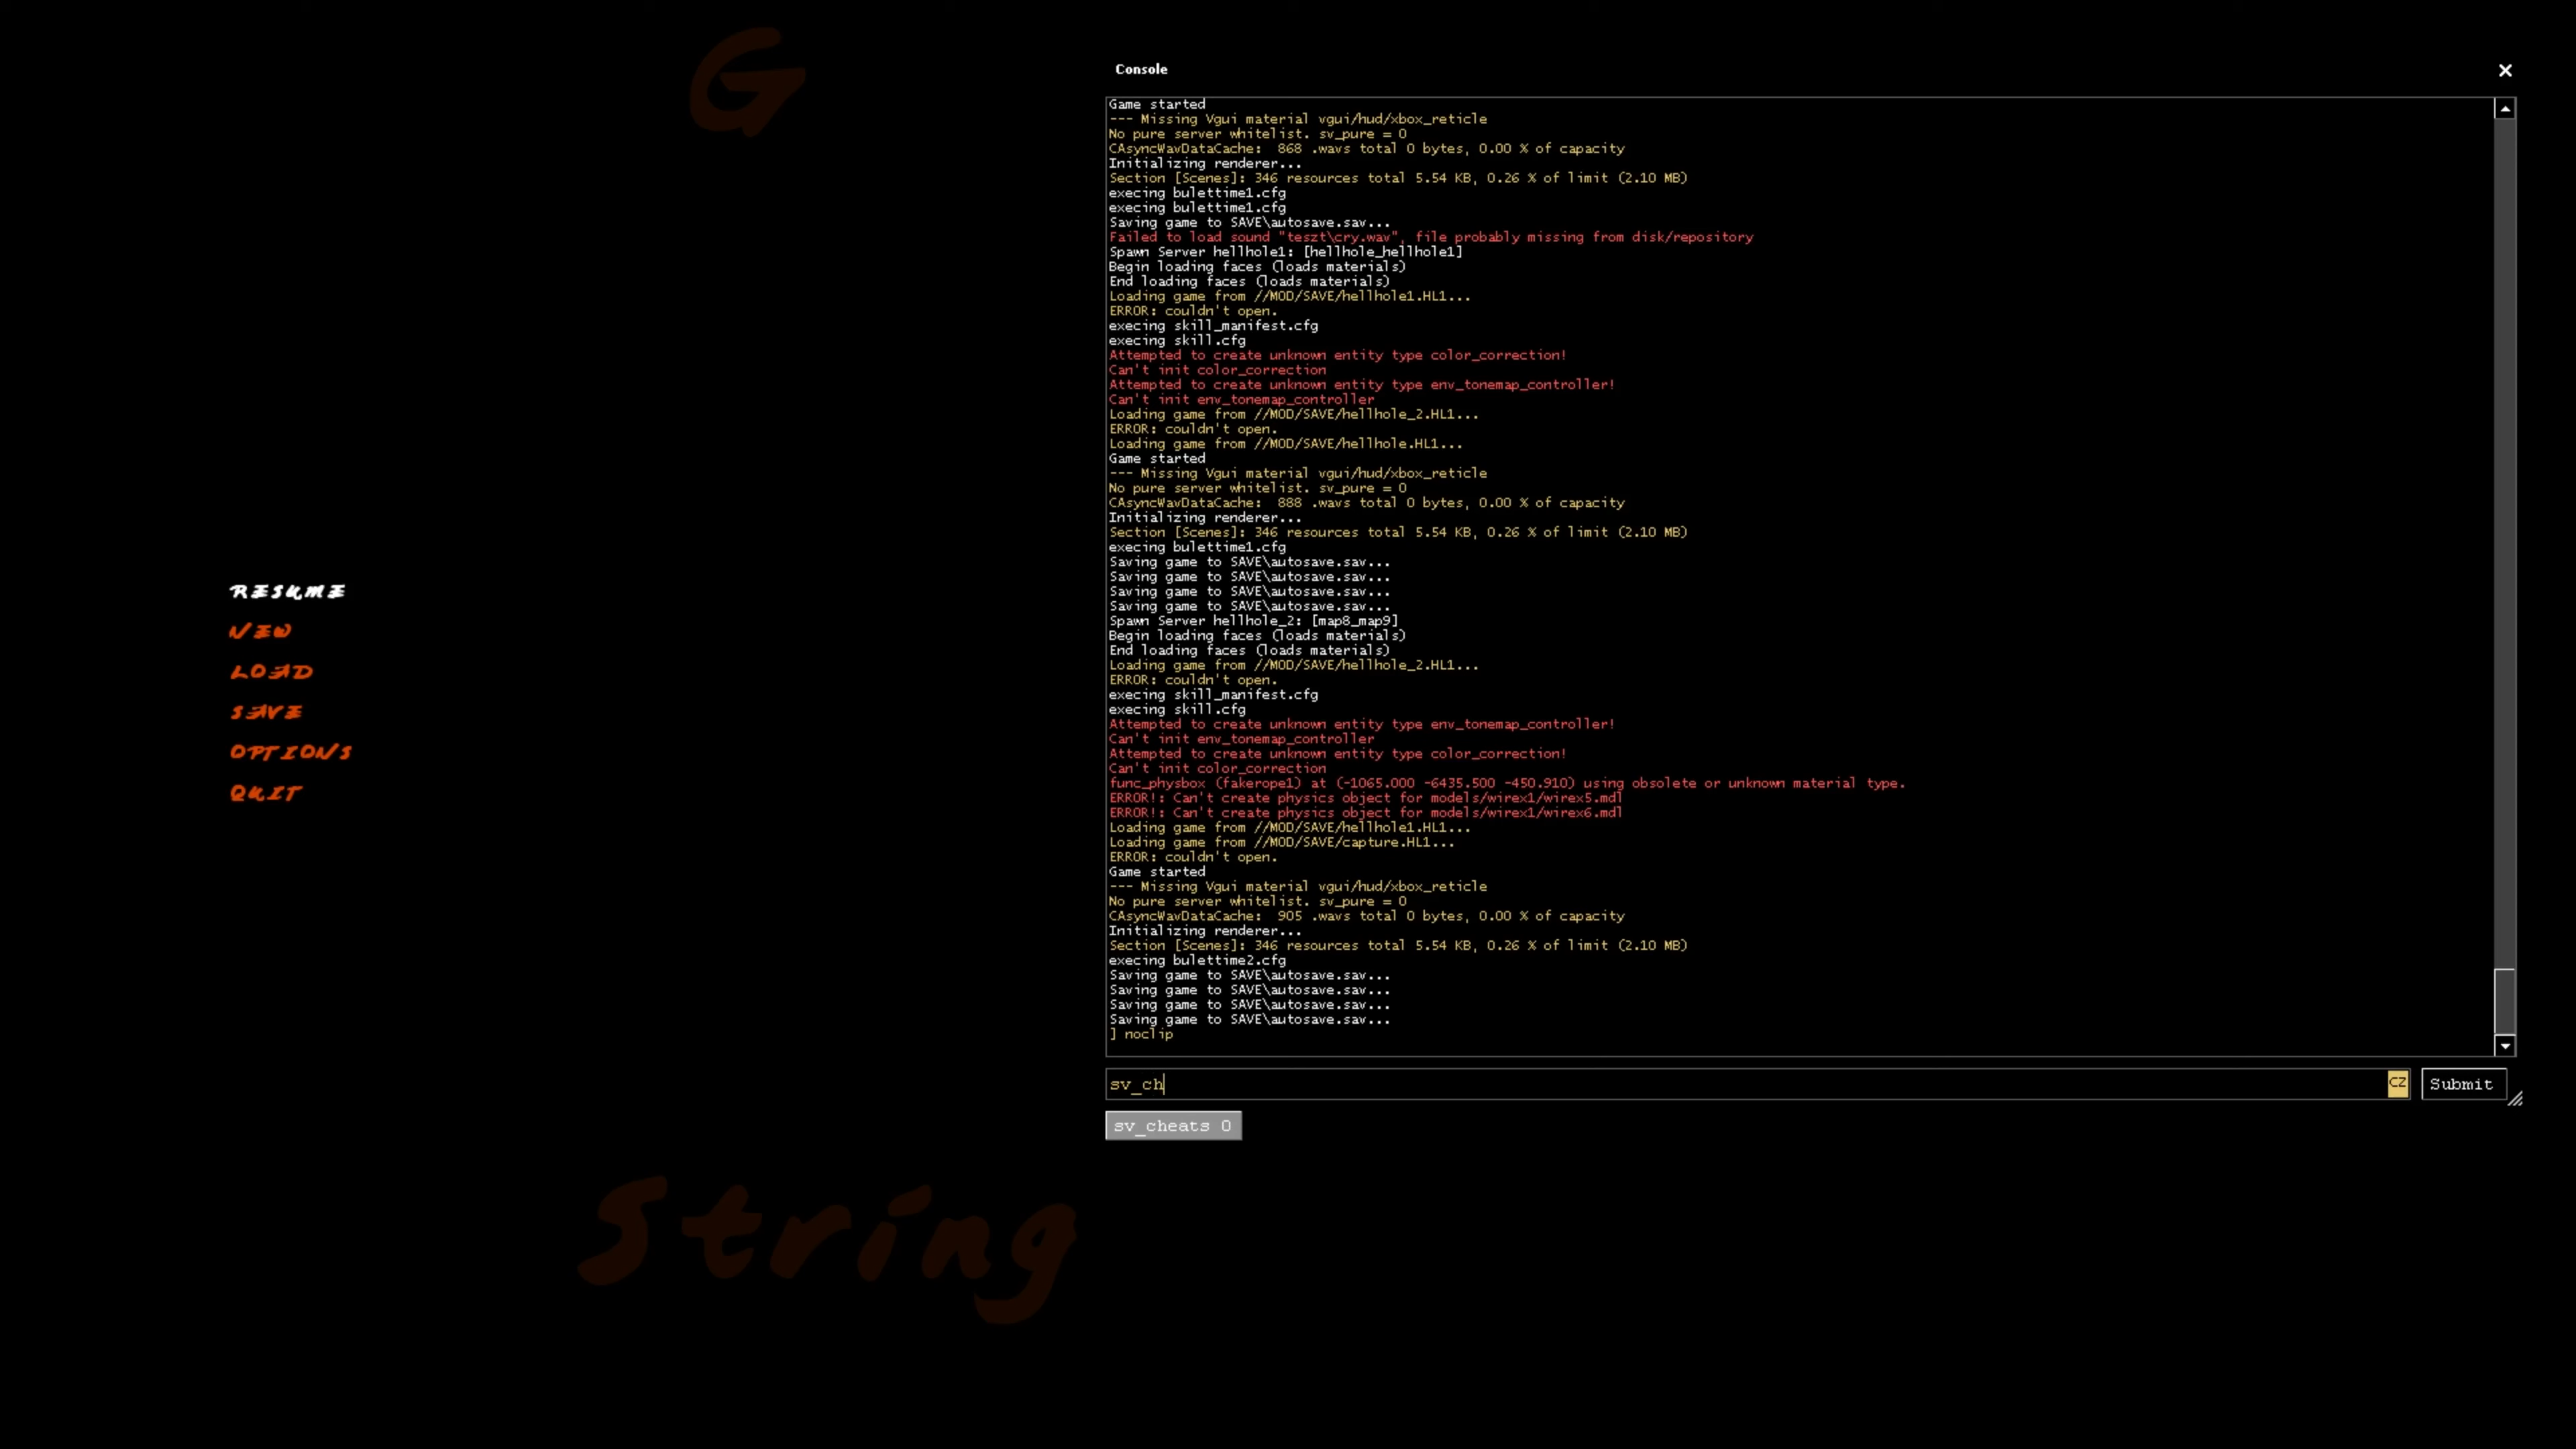 G
String
RESUME
NEW
LOAD
SAVE
OPTIONS
QUIT
Console
Game started
--- Missing Vgui material vgui/hud/xbox_reticle
No pure server whitelist. sv_pure = 0
CAsyncWavDataCache:  868 .wavs total 0 bytes, 0.00 % of capacity
Initializing renderer...
Section [Scenes]: 346 resources total 5.54 KB, 0.26 % of limit (2.10 MB)
execing bulettime1.cfg
execing bulettime1.cfg
Saving game to SAVE\autosave.sav...
Failed to load sound "teszt\cry.wav", file probably missing from disk/repository
Spawn Server hellhole1: [hellhole_hellhole1]
Begin loading faces (loads materials)
End loading faces (loads materials)
Loading game from //MOD/SAVE/hellhole1.HL1...
ERROR: couldn't open.
execing skill_manifest.cfg
execing skill.cfg
Attempted to create unknown entity type color_correction!
Can't init color_correction
Attempted to create unknown entity type env_tonemap_controller!
Can't init env_tonemap_controller
Loading game from //MOD/SAVE/hellhole_2.HL1...
ERROR: couldn't open.
Loading game from //MOD/SAVE/hellhole.HL1...
Game started
--- Missing Vgui material vgui/hud/xbox_reticle
No pure server whitelist. sv_pure = 0
CAsyncWavDataCache:  888 .wavs total 0 bytes, 0.00 % of capacity
Initializing renderer...
Section [Scenes]: 346 resources total 5.54 KB, 0.26 % of limit (2.10 MB)
execing bulettime1.cfg
Saving game to SAVE\autosave.sav...
Saving game to SAVE\autosave.sav...
Saving game to SAVE\autosave.sav...
Saving game to SAVE\autosave.sav...
Spawn Server hellhole_2: [map8_map9]
Begin loading faces (loads materials)
End loading faces (loads materials)
Loading game from //MOD/SAVE/hellhole_2.HL1...
ERROR: couldn't open.
execing skill_manifest.cfg
execing skill.cfg
Attempted to create unknown entity type env_tonemap_controller!
Can't init env_tonemap_controller
Attempted to create unknown entity type color_correction!
Can't init color_correction
func_physbox (fakerope1) at (-1065.000 -6435.500 -450.910) using obsolete or unknown material type.
ERROR!: Can't create physics object for models/wirex1/wirex5.mdl
ERROR!: Can't create physics object for models/wirex1/wirex6.mdl
Loading game from //MOD/SAVE/hellhole1.HL1...
Loading game from //MOD/SAVE/capture.HL1...
ERROR: couldn't open.
Game started
--- Missing Vgui material vgui/hud/xbox_reticle
No pure server whitelist. sv_pure = 0
CAsyncWavDataCache:  905 .wavs total 0 bytes, 0.00 % of capacity
Initializing renderer...
Section [Scenes]: 346 resources total 5.54 KB, 0.26 % of limit (2.10 MB)
execing bulettime2.cfg
Saving game to SAVE\autosave.sav...
Saving game to SAVE\autosave.sav...
Saving game to SAVE\autosave.sav...
Saving game to SAVE\autosave.sav...
] noclip
sv_ch
CZ
Submit
sv_cheats 0